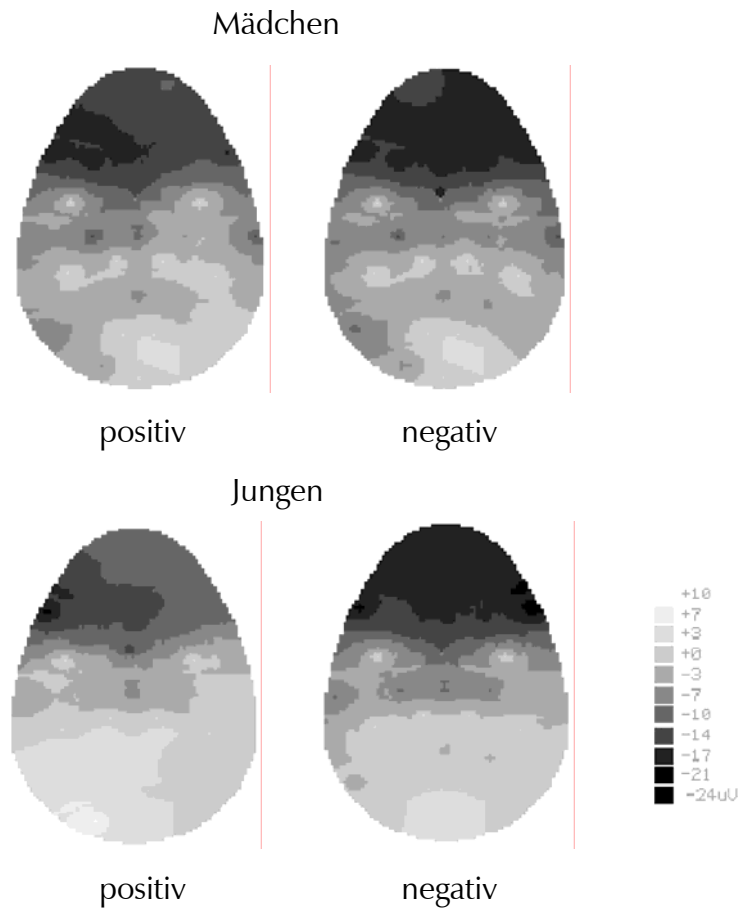 Mädchen
positiv negativ
Jungen
+10
+7
+3
+0
-3
-7
-10
-14
-17
-21
-24uV
positiv negativ